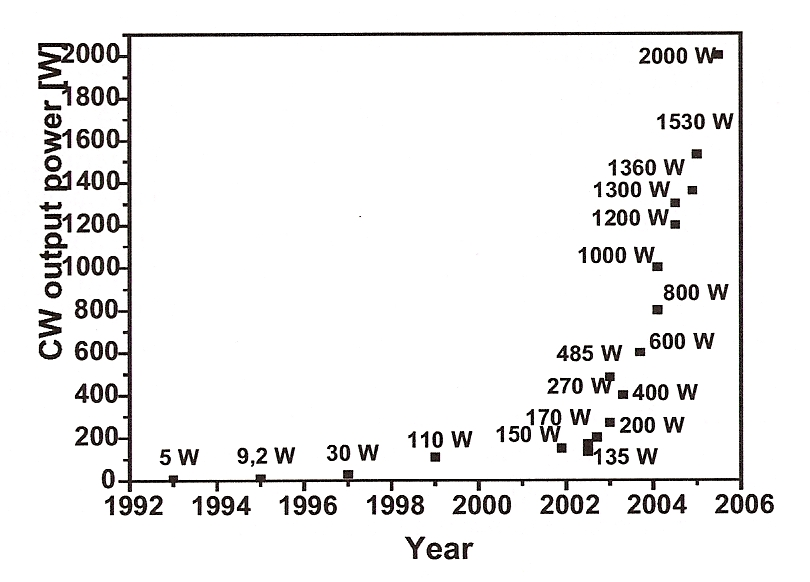 CW output power [W]
2000
1800
1600
1400
1200
1000
800
600
400
200
0
2000 W
1530 W
1360 W
1300 W
1200 W
1000 W
800 W
600 W
485 W
270 W
400 W
170 W
200 W
150 W
110 W
135 W
30 W
9,2 W
5 W
1992 1994 1996 1998 2000 2002 2004 2006
Year